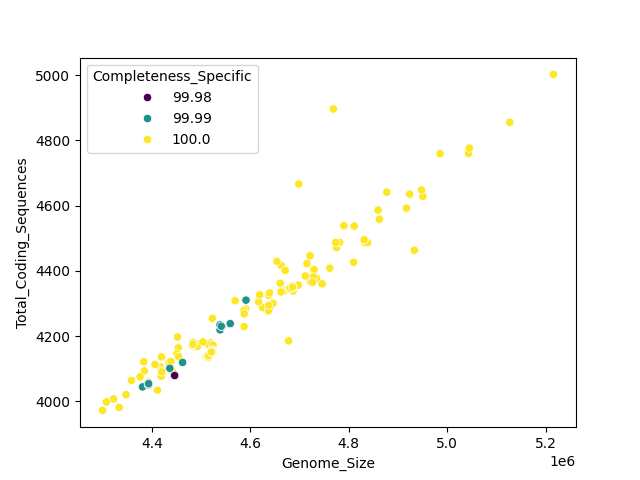 Completeness_Specific
99.98
99.99
100.0
5000
4800
4600
4400
4200
4000
Total_Coding_Sequences
4.4 4.6 4.8 5.0 5.2
1e6
Genome_Size